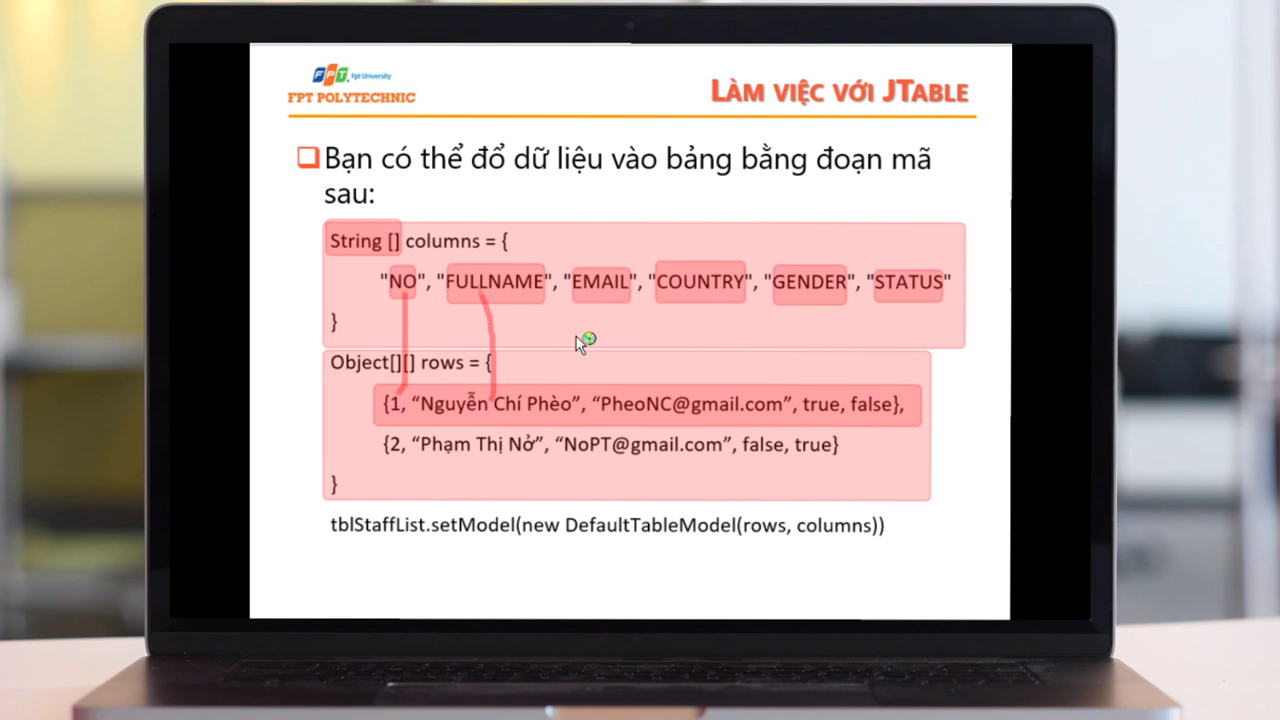 FPT Fpt University
FPT POLYTECHNIC
LÀM VIỆC VỚI JTABLE
Bạn có thể đổ dữ liệu vào bảng bằng đoạn mã
sau:
String [] columns = {
"NO", "FULLNAME", "EMAIL", "COUNTRY", "GENDER", "STATUS"
}
Object[][] rows = {
{1, “Nguyễn Chí Phèo”, “PheoNC@gmail.com”, true, false},
{2, “Phạm Thị Nở”, “NoPT@gmail.com”, false, true}
}
tblStaffList.setModel(new DefaultTableModel(rows, columns))